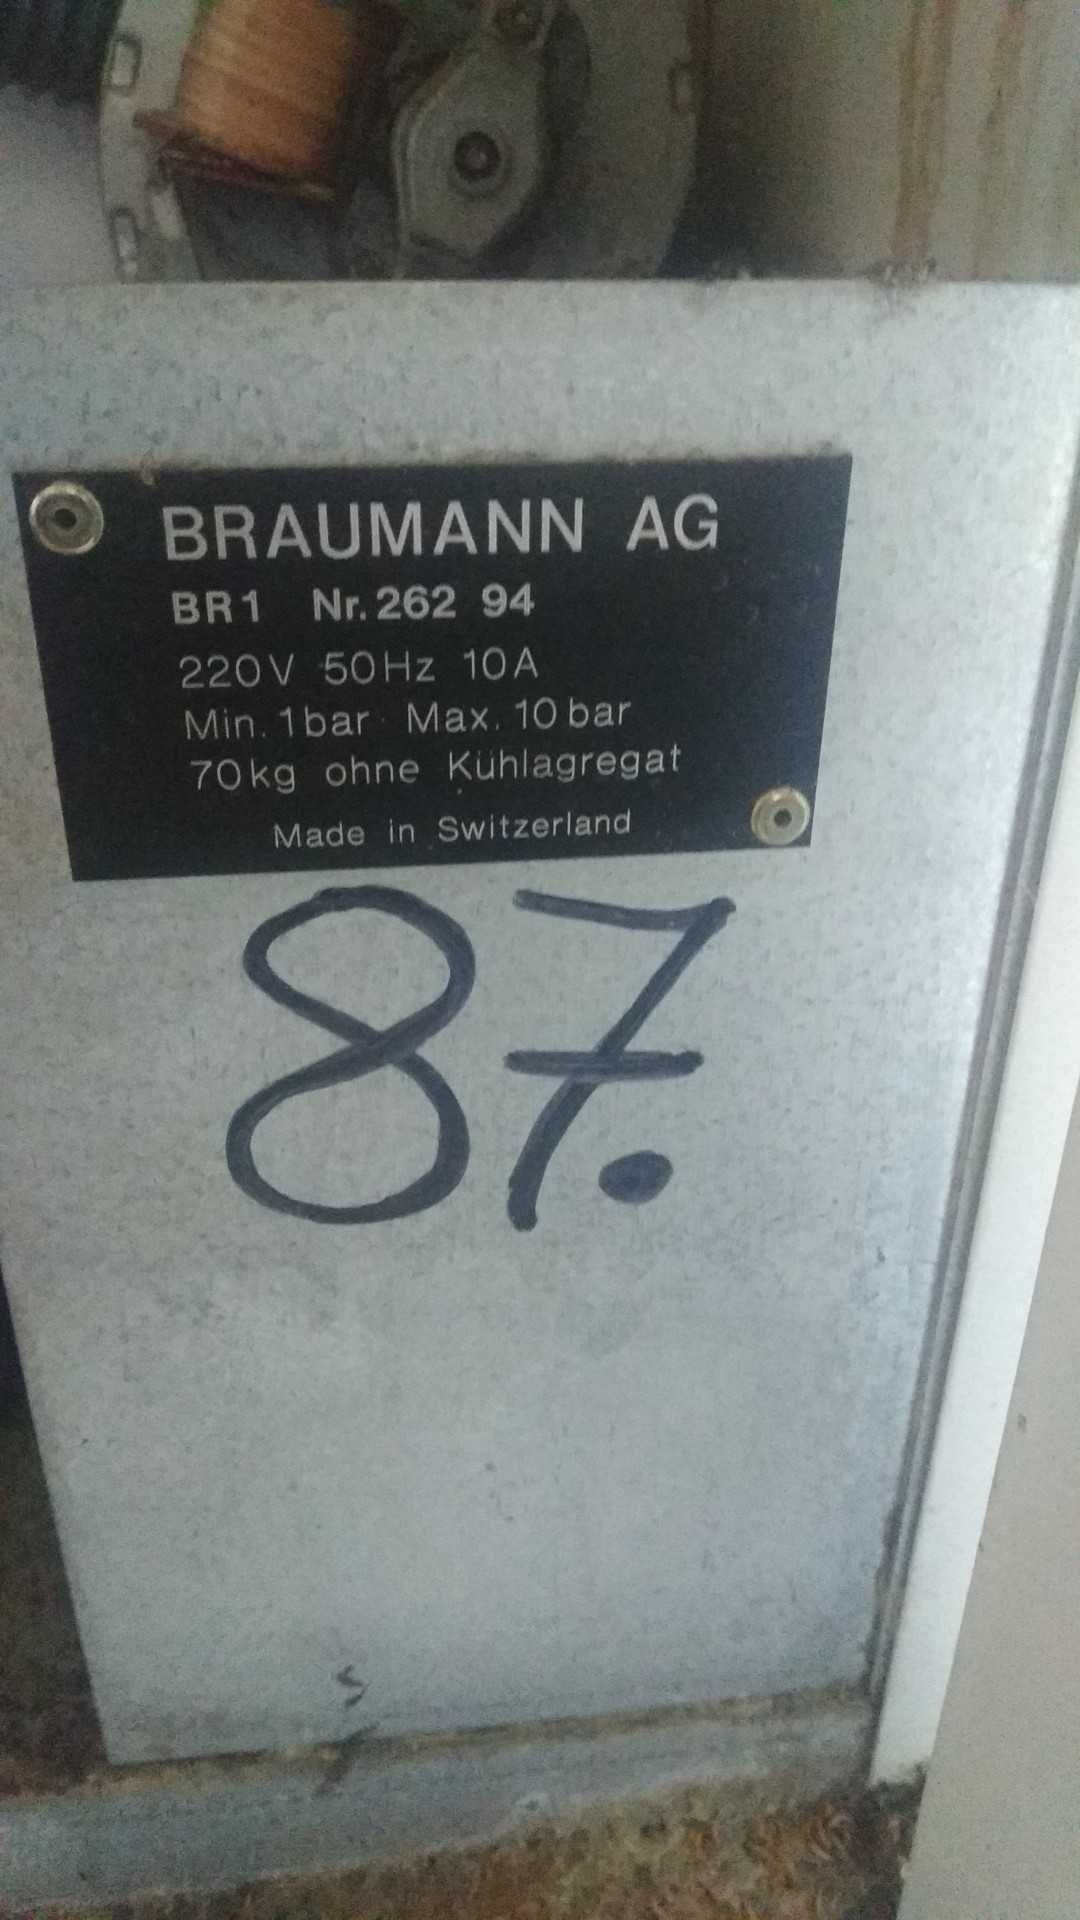 BRAUMANN AG
BR1 Nr. 262 94
220V 50Hz 10A
Min. 1bar Max. 10 bar
70kg ohne Kühlagregat
Made in Switzerland
87.